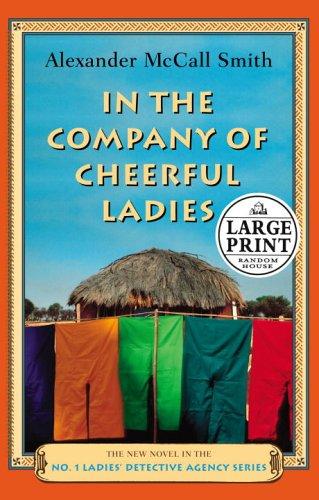 Alexander McCall Smith
IN THE
COMPANY OF
CHEERFUL
LADIES
LARGE
PRINT
RANDOM
HOUSE
THE NEW NOVEL IN THE
NO. 1 LADIES' DETECTIVE AGENCY SERIES